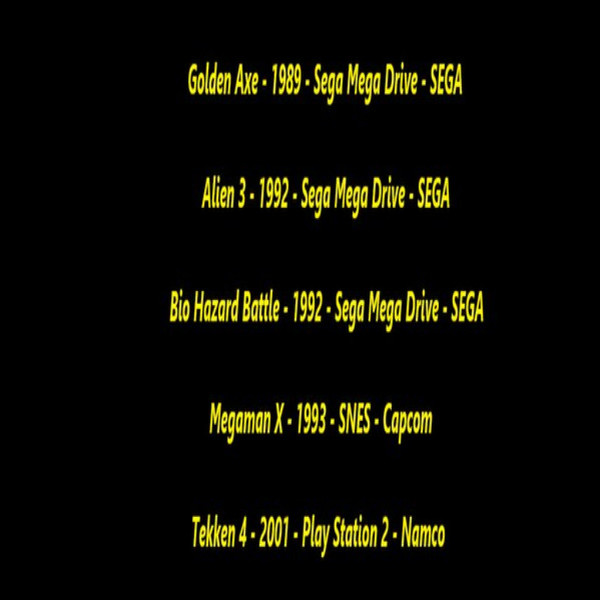 Golden Axe - 1989 - Sega Mega Drive - SEGA
Alien 3 - 1992 - Sega Mega Drive - SEGA
Bio Hazard Battle - 1992 - Sega Mega Drive - SEGA
Megaman X - 1993 - SNES - Capcom
Tekken 4 - 2001 - Play Station 2 - Namco